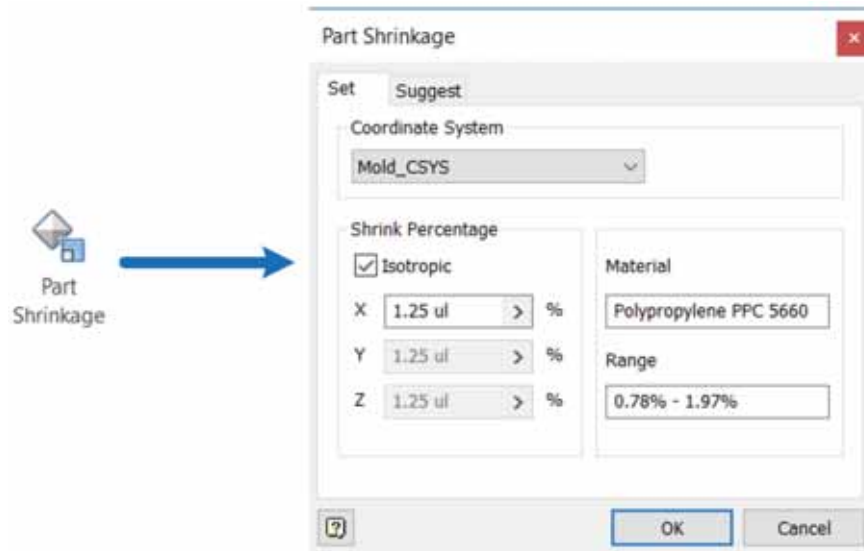 Part Shrinkage
×
Set
Suggest
Coordinate System
Mold_CSYS
Shrink Percentage
Isotropic
Material
X 1.25 ul > %
Polypropylene PPC 5660
Y 1.25 ul > %
Range
Z 1.25 ul > %
0.78% - 1.97%
Part
Shrinkage
?
OK
Cancel